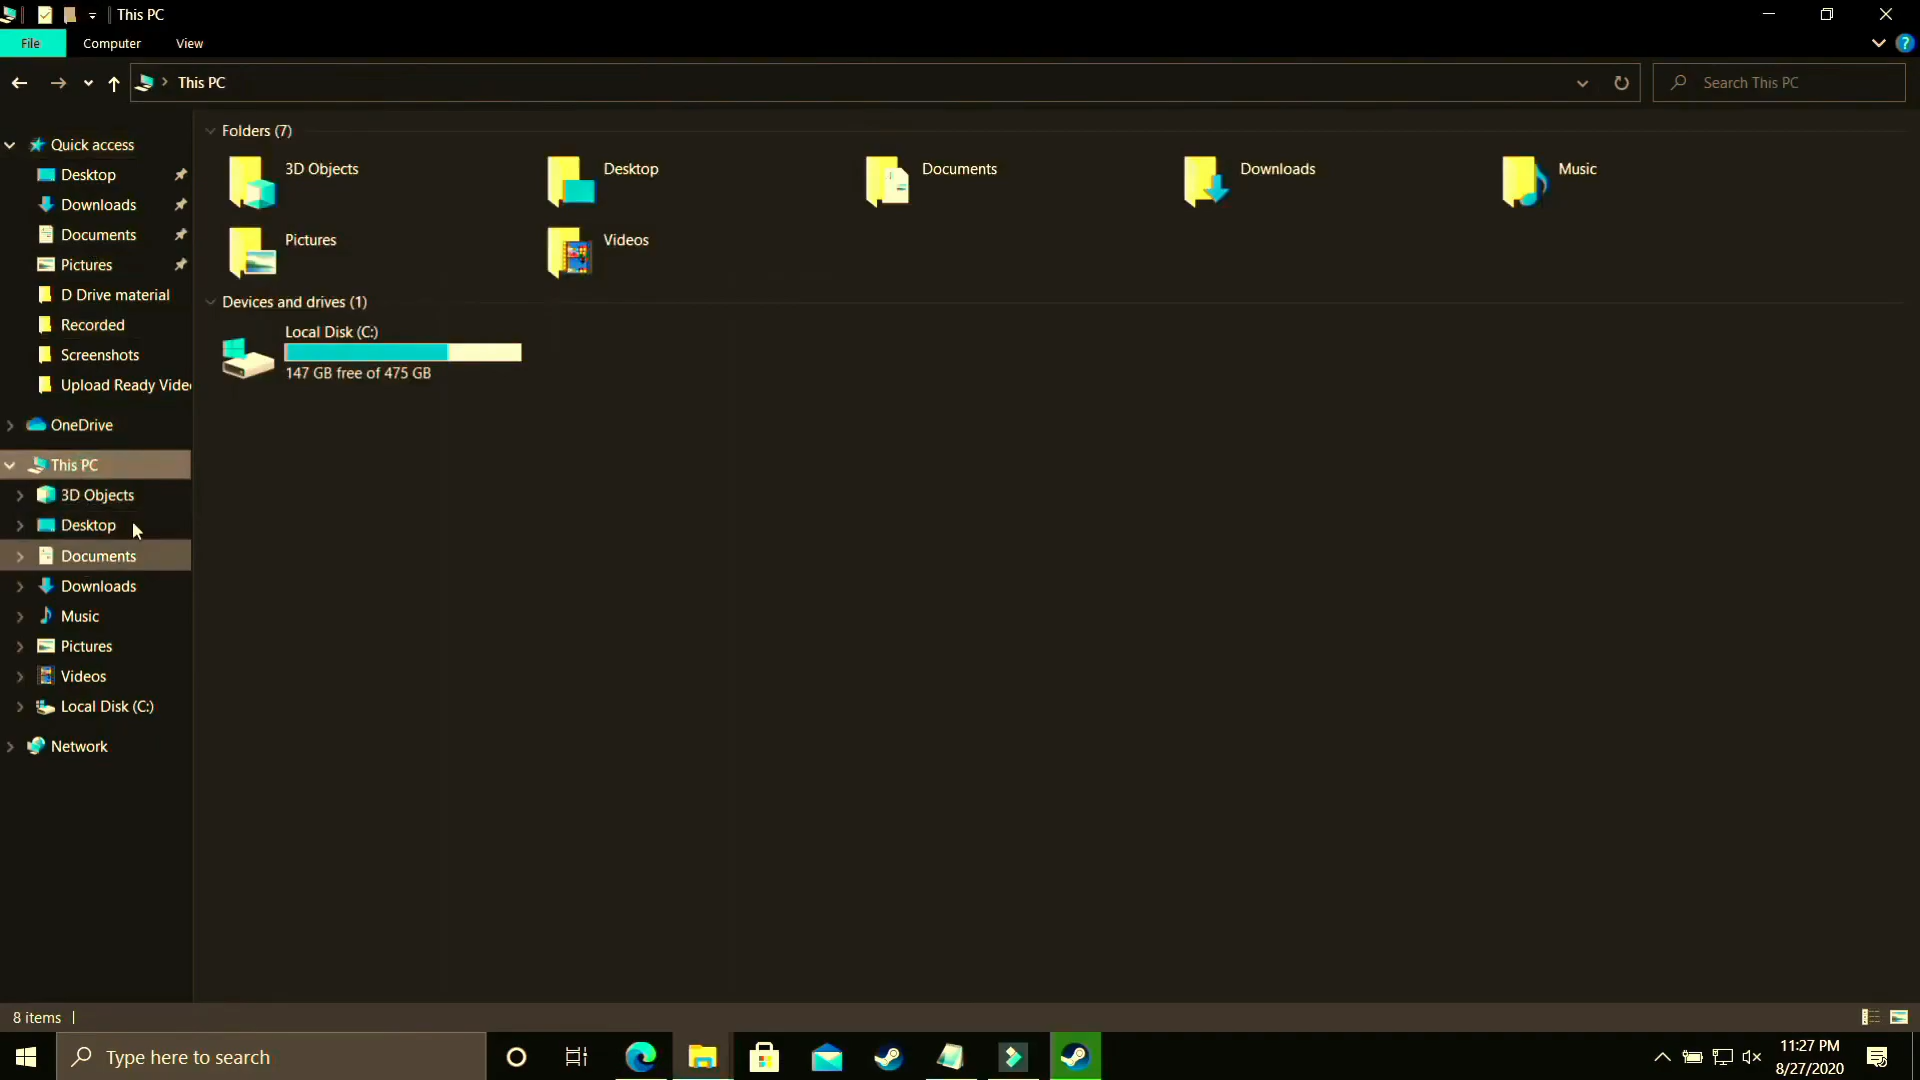 This PC
File Computer View
?
This PC
Search This PC
Quick access
Desktop
Downloads
Documents
Pictures
D Drive material
Recorded
Screenshots
Upload Ready Vide
OneDrive
This PC
3D Objects
Desktop
Documents
Downloads
Music
Pictures
Videos
Local Disk (C:)
Network
Folders (7)
3D Objects
Desktop
Documents
Downloads
Music
Pictures
Videos
Devices and drives (1)
Local Disk (C:)
147 GB free of 475 GB
8 items
Type here to search
11:27 PM
8/27/2020